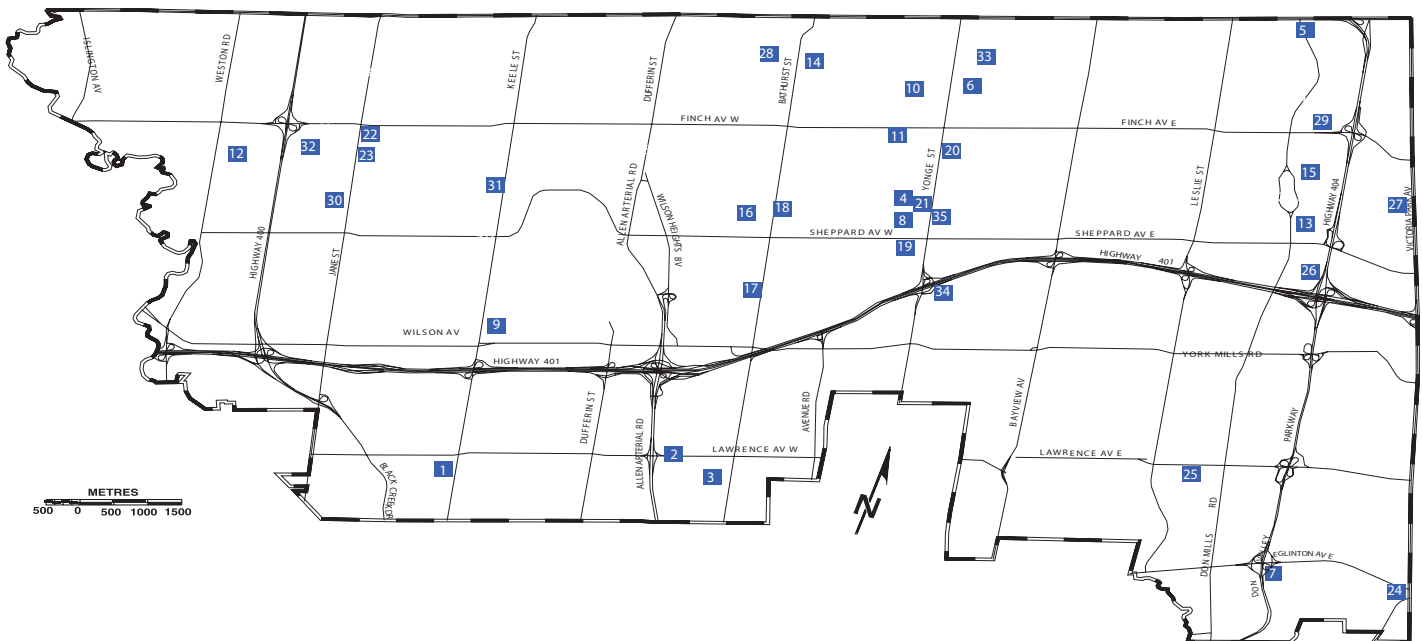 ISLINGTON AV
WESTON RD
HIGHWAY 400
JANE ST
KEELE ST
DUFFERIN ST
ALLEN ARTERIAL RD
WILSON HEIGHTS BV
BATHURST ST
YONGE ST
LESLIE ST
HIGHWAY 404
VICTORIA PARK AV
FINCH AV W
FINCH AV E
SHEPPARD AV W
SHEPPARD AV E
HIGHWAY 401
WILSON AV
HIGHWAY 401
YORK MILLS RD
DUFFERIN ST
ALLEN ARTERIAL RD
AVENUE RD
BAYVIEW AV
BLACK CREEK DR
LAWRENCE AV W
LAWRENCE AV E
DON MILLS RD
DON VALLEY PARKWAY
EGLINTON AV E
5
28
14
33
10
6
29
22
11
12
32
23
20
15
30
31
4
21
27
16
18
8
35
13
19
26
17
34
9
1
2
3
25
7
24
METRES
500 0 500 1000 1500
N